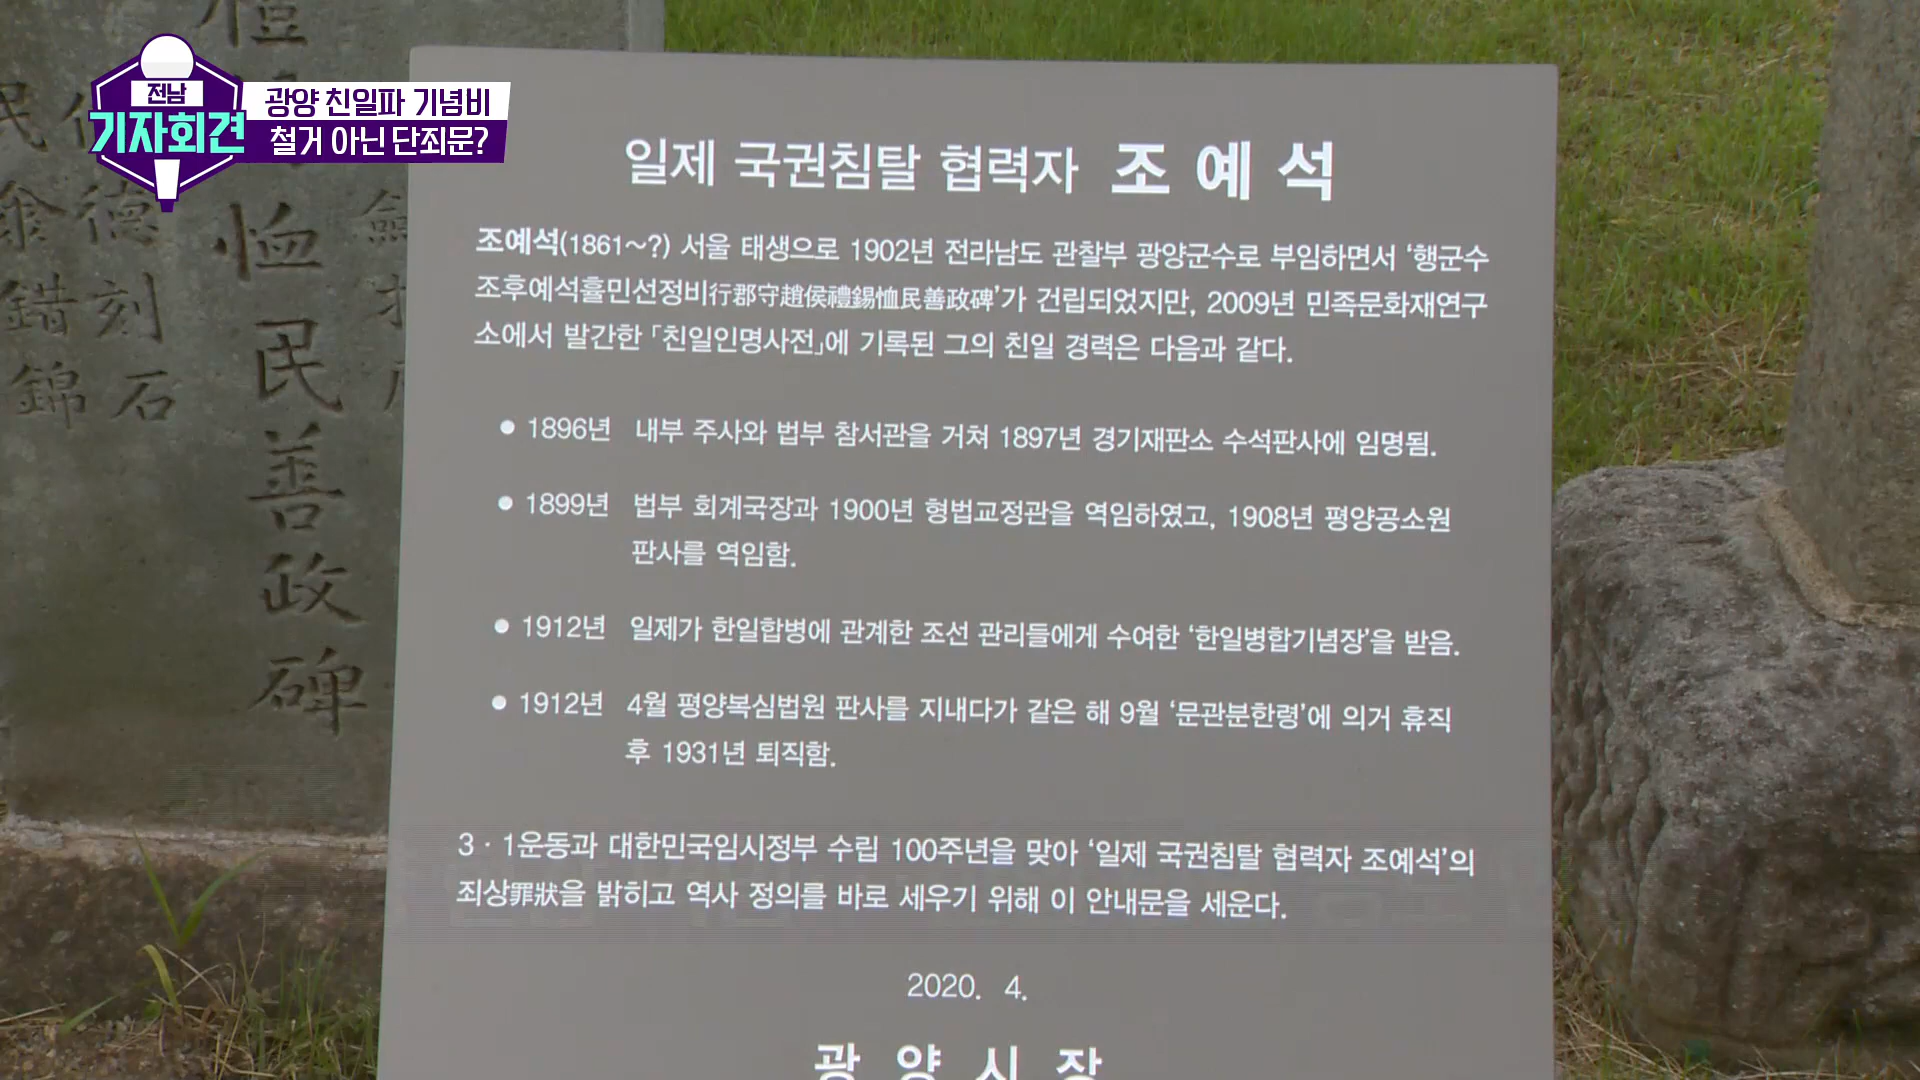 전남
기자회견
광양 친일파 기념비
철거 아닌 단죄문?
일제 국권침탈 협력자 조예석
조예석(1861~?) 서울 태생으로 1902년 전라남도 관찰부 광양군수로 부임하면서 ‘행군수
조후예석휼민선정비行郡守趙侯禮錫恤民善政碑’가 건립되었지만, 2009년 민족문화재연구
소에서 발간한 「친일인명사전」에 기록된 그의 친일 경력은 다음과 같다.
● 1896년 내부 주사와 법부 참서관을 거쳐 1897년 경기재판소 수석판사에 임명됨.
● 1899년 법부 회계국장과 1900년 형법교정관을 역임하였고, 1908년 평양공소원
판사를 역임함.
● 1912년 일제가 한일합병에 관계한 조선 관리들에게 수여한 ‘한일병합기념장’을 받음.
● 1912년 4월 평양복심법원 판사를 지내다가 같은 해 9월 ‘문관분한령’에 의거 휴직
후 1931년 퇴직함.
3 · 1운동과 대한민국임시정부 수립 100주년을 맞아 ‘일제 국권침탈 협력자 조예석’의
죄상罪狀을 밝히고 역사 정의를 바로 세우기 위해 이 안내문을 세운다.
2020. 4.
광양시장
恤民善政碑
德刻石
錯錦